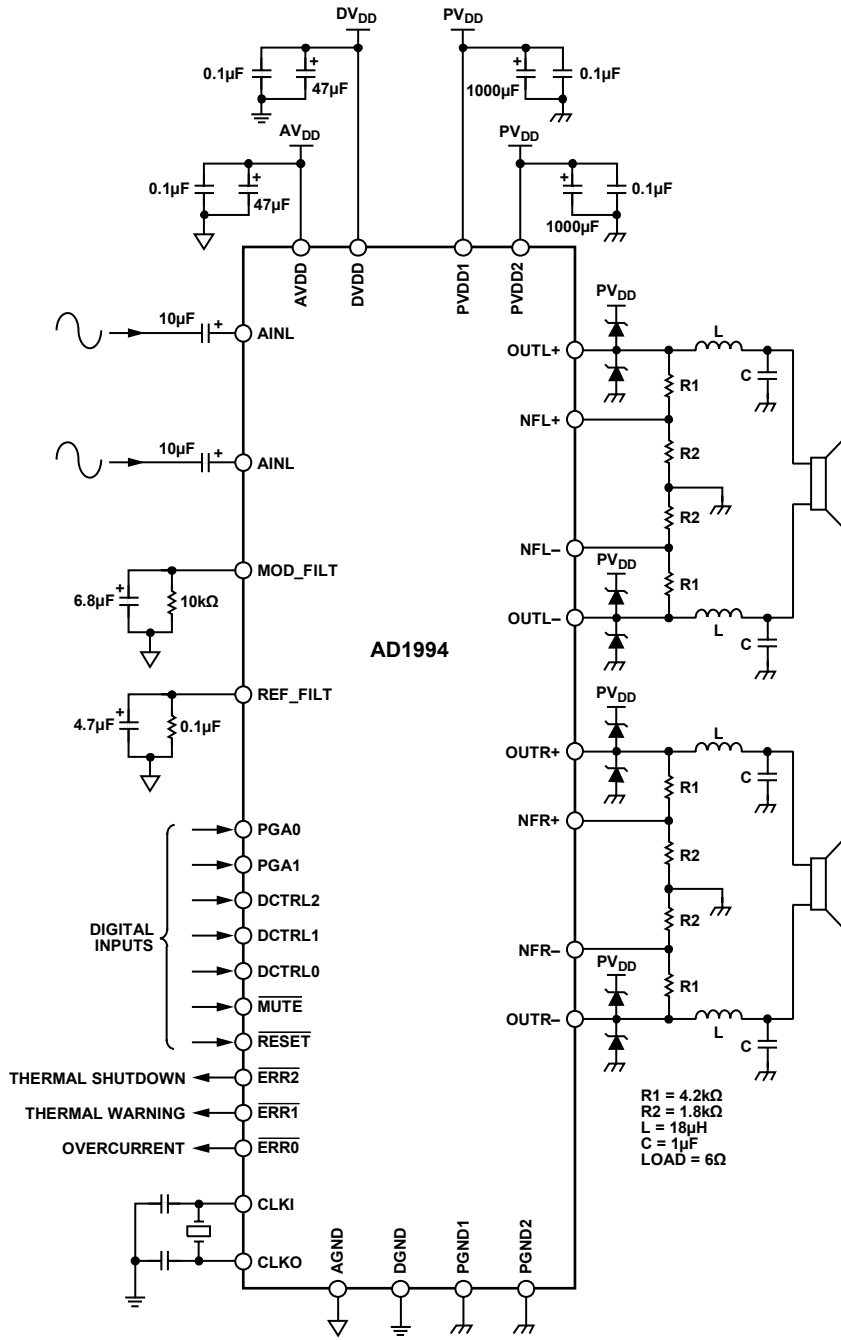 DVDD
PVDD
0.1µF
+
47µF
+
1000µF
0.1µF
AVDD
PVDD
0.1µF
+
47µF
+
1000µF
0.1µF
AVDD
DVDD
PVDD1
PVDD2
10µF
+
AINL
10µF
+
AINL
6.8µF
+
10kΩ
MOD_FILT
4.7µF
+
0.1µF
REF_FILT
AD1994
DIGITAL
INPUTS
PGA0
PGA1
DCTRL2
DCTRL1
DCTRL0
MUTE
RESET
THERMAL SHUTDOWN
ERR2
THERMAL WARNING
ERR1
OVERCURRENT
ERR0
CLKI
CLKO
AGND
DGND
PGND1
PGND2
PVDD
OUTL+
L
C
R1
NFL+
R2
R2
NFL–
PVDD
R1
OUTL–
L
C
PVDD
OUTR+
L
C
R1
NFR+
R2
R2
NFR–
PVDD
R1
OUTR–
L
C
R1 = 4.2kΩ
R2 = 1.8kΩ
L = 18µH
C = 1µF
LOAD = 6Ω